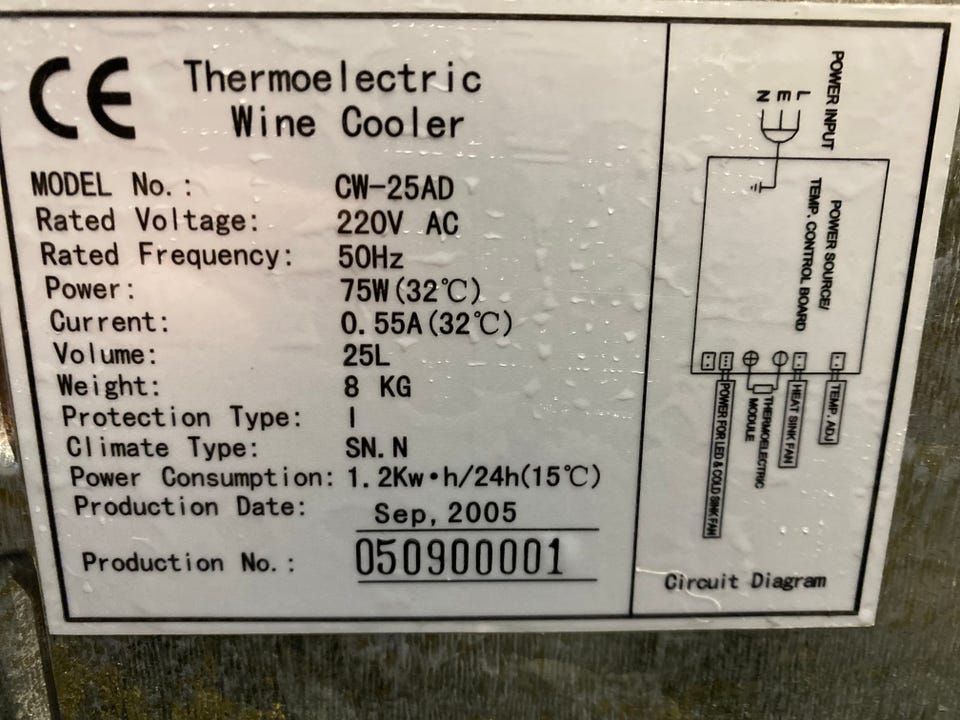 CE Thermoelectric
Wine Cooler
MODEL No.: CW-25AD
Rated Voltage: 220V AC
Rated Frequency: 50Hz
Power: 75W(32℃)
Current: 0.55A(32℃)
Volume: 25L
Weight: 8 KG
Protection Type: I
Climate Type: SN.N
Power Consumption: 1.2Kw•h/24h(15℃)
Production Date: Sep,2005
Production No.: 050900001
POWER INPUT
L
E
N
POWER SOURCE/
TEMP. CONTROL BOARD
TEMP. ADJ
HEAT SINK FAN
THERMOELECTRIC
MODULE
POWER FOR LED & COLD SINK FAN
Circuit Diagram